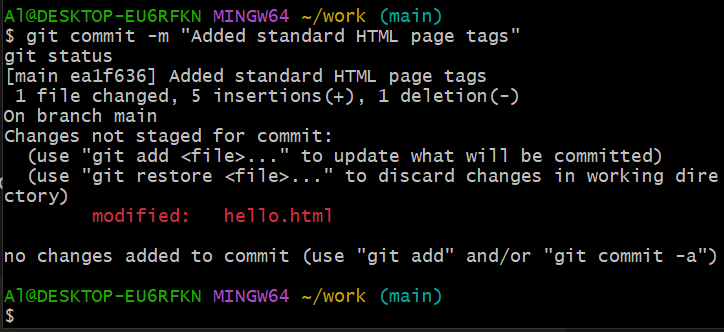 Al@DESKTOP-EU6RFKN MINGW64 ~/work (main)
$ git commit -m "Added standard HTML page tags"
git status
[main ea1f636] Added standard HTML page tags
 1 file changed, 5 insertions(+), 1 deletion(-)
On branch main
Changes not staged for commit:
  (use "git add <file>..." to update what will be committed)
  (use "git restore <file>..." to discard changes in working dire
ctory)
        modified:   hello.html

no changes added to commit (use "git add" and/or "git commit -a")

Al@DESKTOP-EU6RFKN MINGW64 ~/work (main)
$